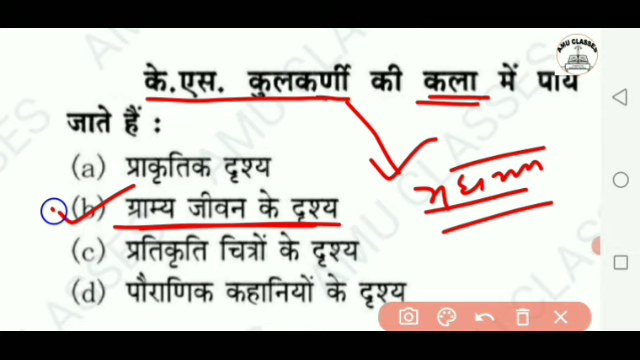 AMU CLASSES
के.एस. कुलकर्णी की कला में पाये
जाते हैं :
(a) प्राकृतिक दृश्य
(b) ग्राम्य जीवन के दृश्य
(c) प्रतिकृति चित्रों के दृश्य
(d) पौराणिक कहानियों के दृश्य